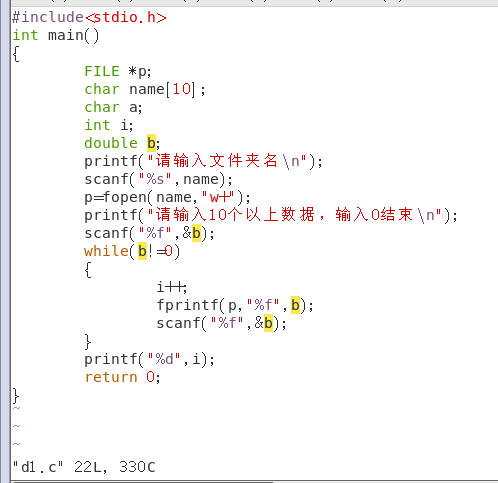 #include<stdio.h>
int main()
{
        FILE *p;
        char name[10];
        char a;
        int i;
        double b;
        printf("请输入文件夹名\n");
        scanf("%s",name);
        p=fopen(name,"w+");
        printf("请输入10个以上数据，输入0结束\n");
        scanf("%f",&b);
        while(b!=0)
        {
                i++;
                fprintf(p,"%f",b);
                scanf("%f",&b);
        }
        printf("%d",i);
        return 0;
}
~
~
~
"d1.c" 22L, 330C